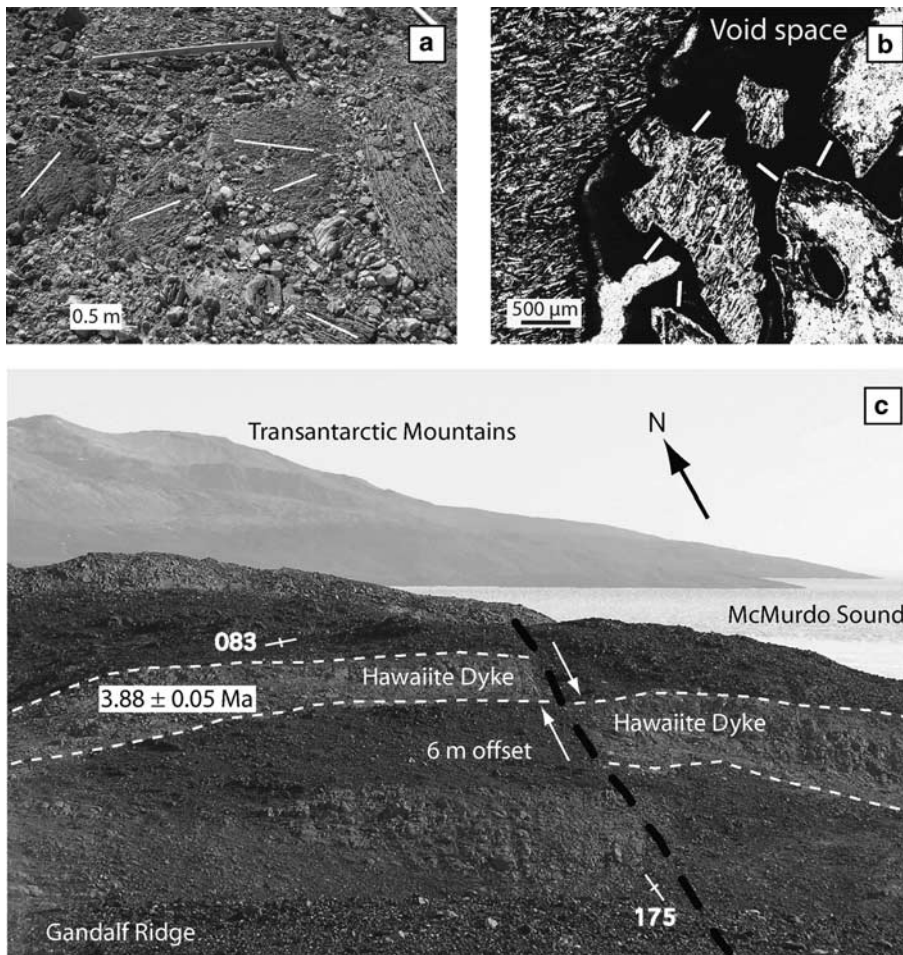 a
0.5 m
Void space
b
500 µm
c
Transantarctic Mountains
N
McMurdo Sound
083
Hawaiite Dyke
3.88 ± 0.05 Ma
Hawaiite Dyke
6 m offset
175
Gandalf Ridge